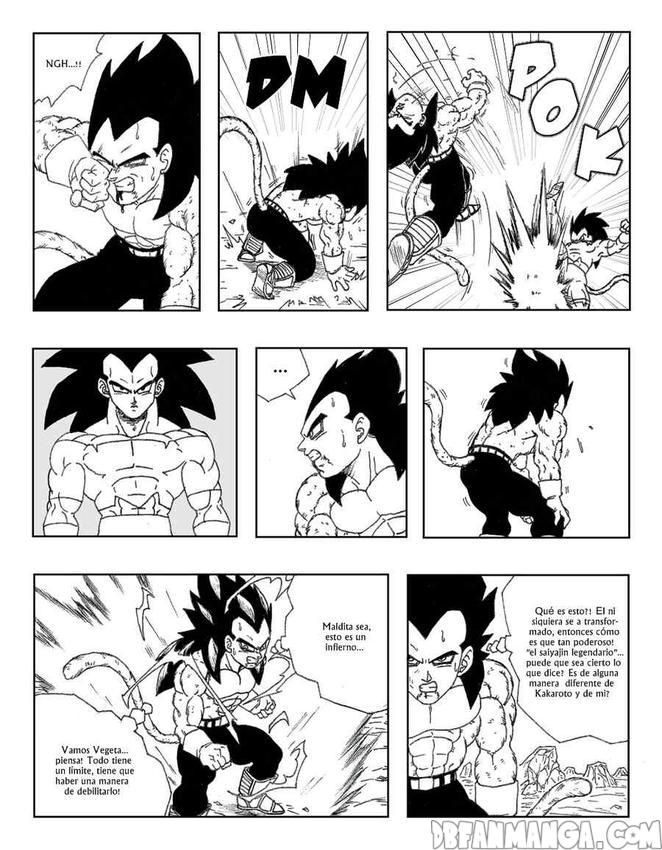 NGH...!!
DM
POK
...
Maldita sea,
esto es un
infierno...
Vamos Vegeta...
piensa! Todo tiene
un límite, tiene que
haber una manera
de debilitarlo!
Qué es esto?! El ni
siquiera se a transfor-
mado, entonces cómo
es que tan poderoso!
"el saiyajin legendario"...
puede que sea cierto lo
que dice? Es de alguna
manera diferente de
Kakaroto y de mi?
DBFANMANGA.COM